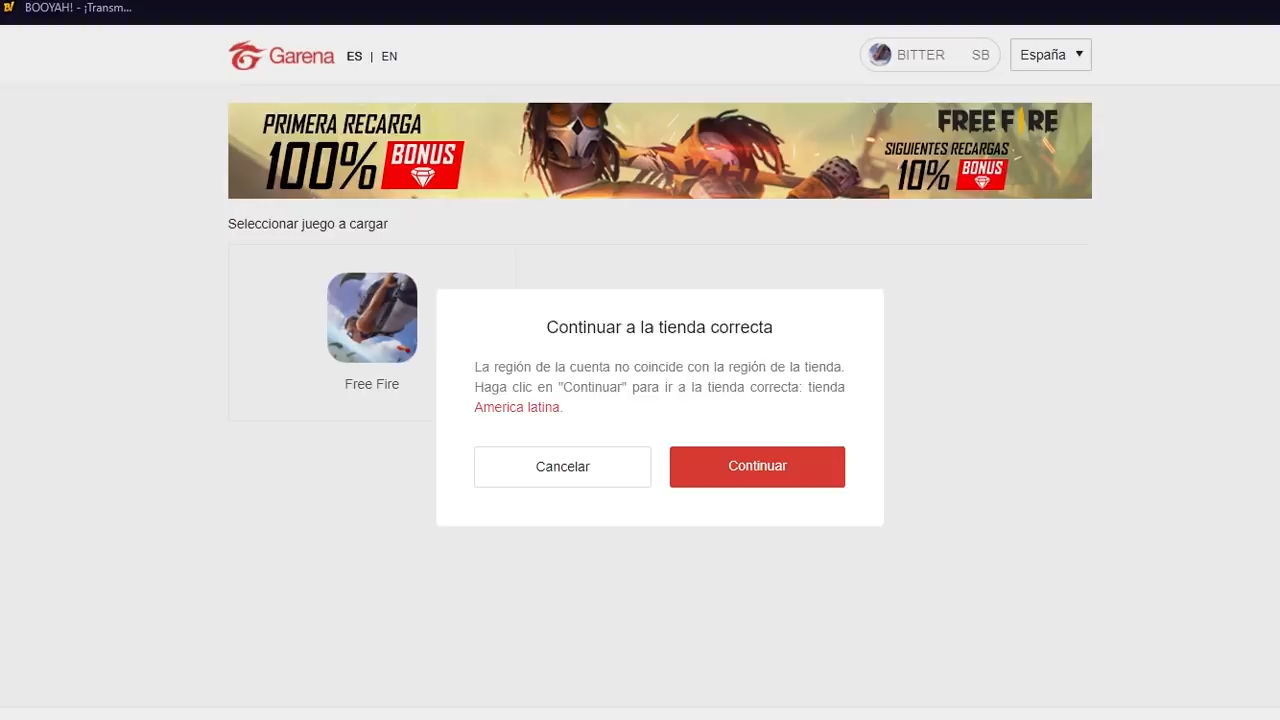 BOOYAH! - ¡Transm...
Garena ES | EN
BITTER SB España
PRIMERA RECARGA
100% BONUS
FREE FIRE
SIGUIENTES RECARGAS
10% BONUS
Seleccionar juego a cargar
Free Fire
Continuar a la tienda correcta
La región de la cuenta no coincide con la región de la tienda.
Haga clic en "Continuar" para ir a la tienda correcta: tienda
America latina.
Cancelar
Continuar